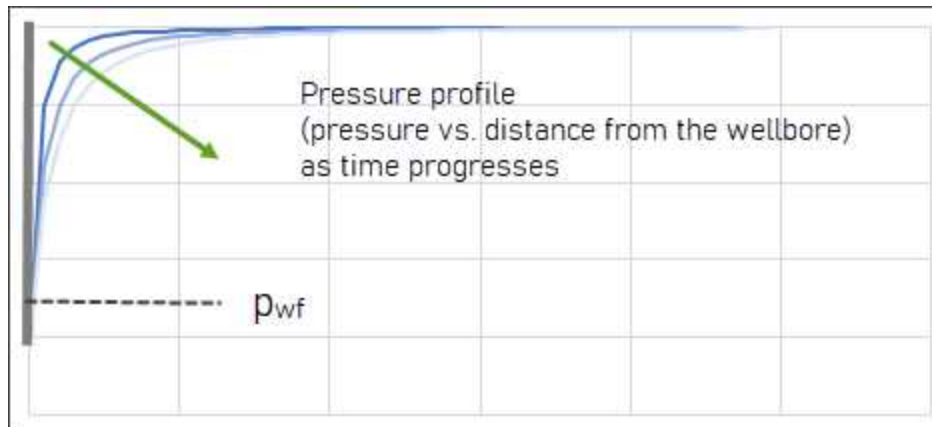 Pressure profile
(pressure vs. distance from the wellbore)
as time progresses
pwf